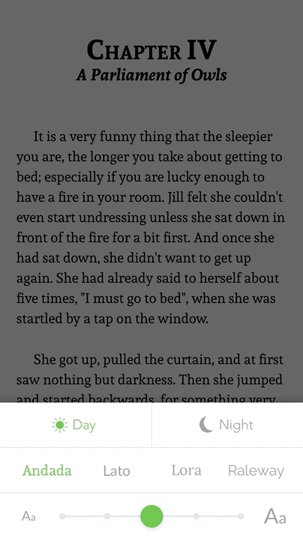 CHAPTER IV
A Parliament of Owls
It is a very funny thing that the sleepier
you are, the longer you take about getting to
bed; especially if you are lucky enough to
have a fire in your room. Jill felt she couldn't
even start undressing unless she sat down in
front of the fire for a bit first. And once she
had sat down, she didn't want to get up
again. She had already said to herself about
five times, "I must go to bed", when she was
startled by a tap on the window.
She got up, pulled the curtain, and at first
saw nothing but darkness. Then she jumped
and started backwards, for something very
Day Night
Andada Lato Lora Raleway
Aa Aa